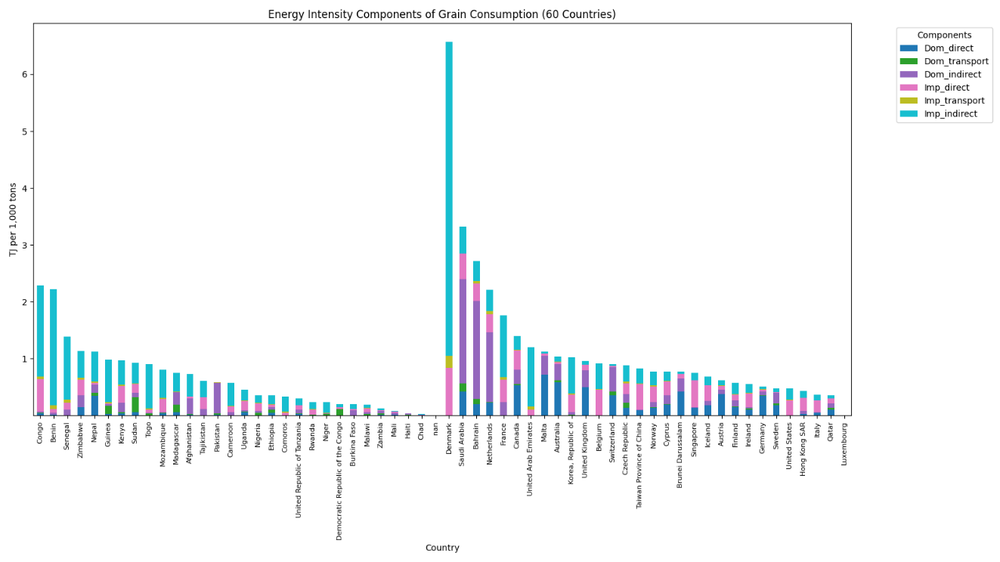 Energy Intensity Components of Grain Consumption (60 Countries)
Components
Dom_direct
Dom_transport
Dom_indirect
Imp_direct
Imp_transport
Imp_indirect
TJ per 1,000 tons
6
5
4
3
2
1
Congo
Benin
Senegal
Zimbabwe
Nepal
Guinea
Kenya
Sudan
Togo
Mozambique
Madagascar
Afghanistan
Tajikistan
Pakistan
Cameroon
Uganda
Nigeria
Ethiopia
Comoros
United Republic of Tanzania
Rwanda
Niger
Democratic Republic of the Congo
Burkina Faso
Malawi
Zambia
Mali
Haiti
Chad
nan
Denmark
Saudi Arabia
Bahrain
Netherlands
France
Canada
United Arab Emirates
Malta
Australia
Korea, Republic of
United Kingdom
Belgium
Switzerland
Czech Republic
Taiwan Province of China
Norway
Cyprus
Brunei Darussalam
Singapore
Iceland
Austria
Finland
Ireland
Germany
Sweden
United States
Hong Kong SAR
Italy
Qatar
Luxembourg
Country